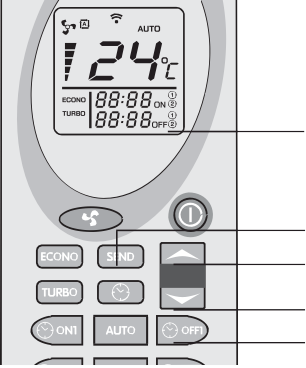 A
AUTO
24°C
ECONO 88:88 ON ① ②
TURBO 88:88 OFF ① ②
ECONO SEND
TURBO
ON1 AUTO OFF1